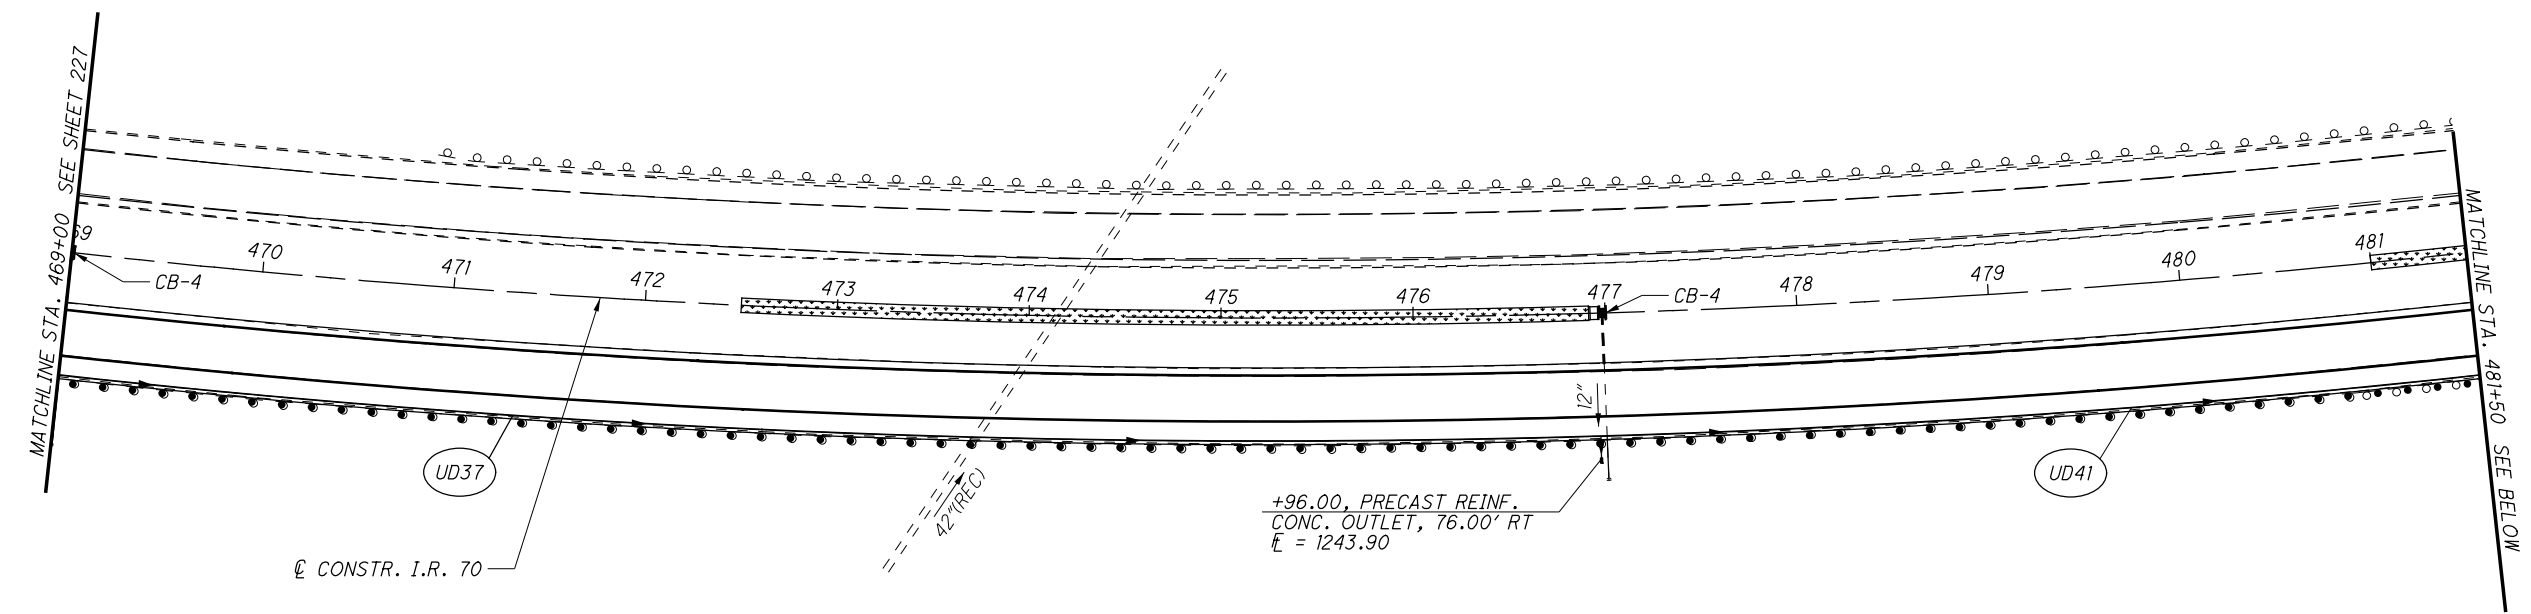 MATCHLINE STA. 469+00 SEE SHEET 227
69
CB-4
470
471
472
473
474
475
476
477
CB-4
478
479
480
481
MATCHLINE STA. 481+50 SEE BELOW
12"
UD37
42"(REC)
UD41
+96.00, PRECAST REINF.
CONC. OUTLET, 76.00' RT
FL = 1243.90
CL CONSTR. I.R. 70